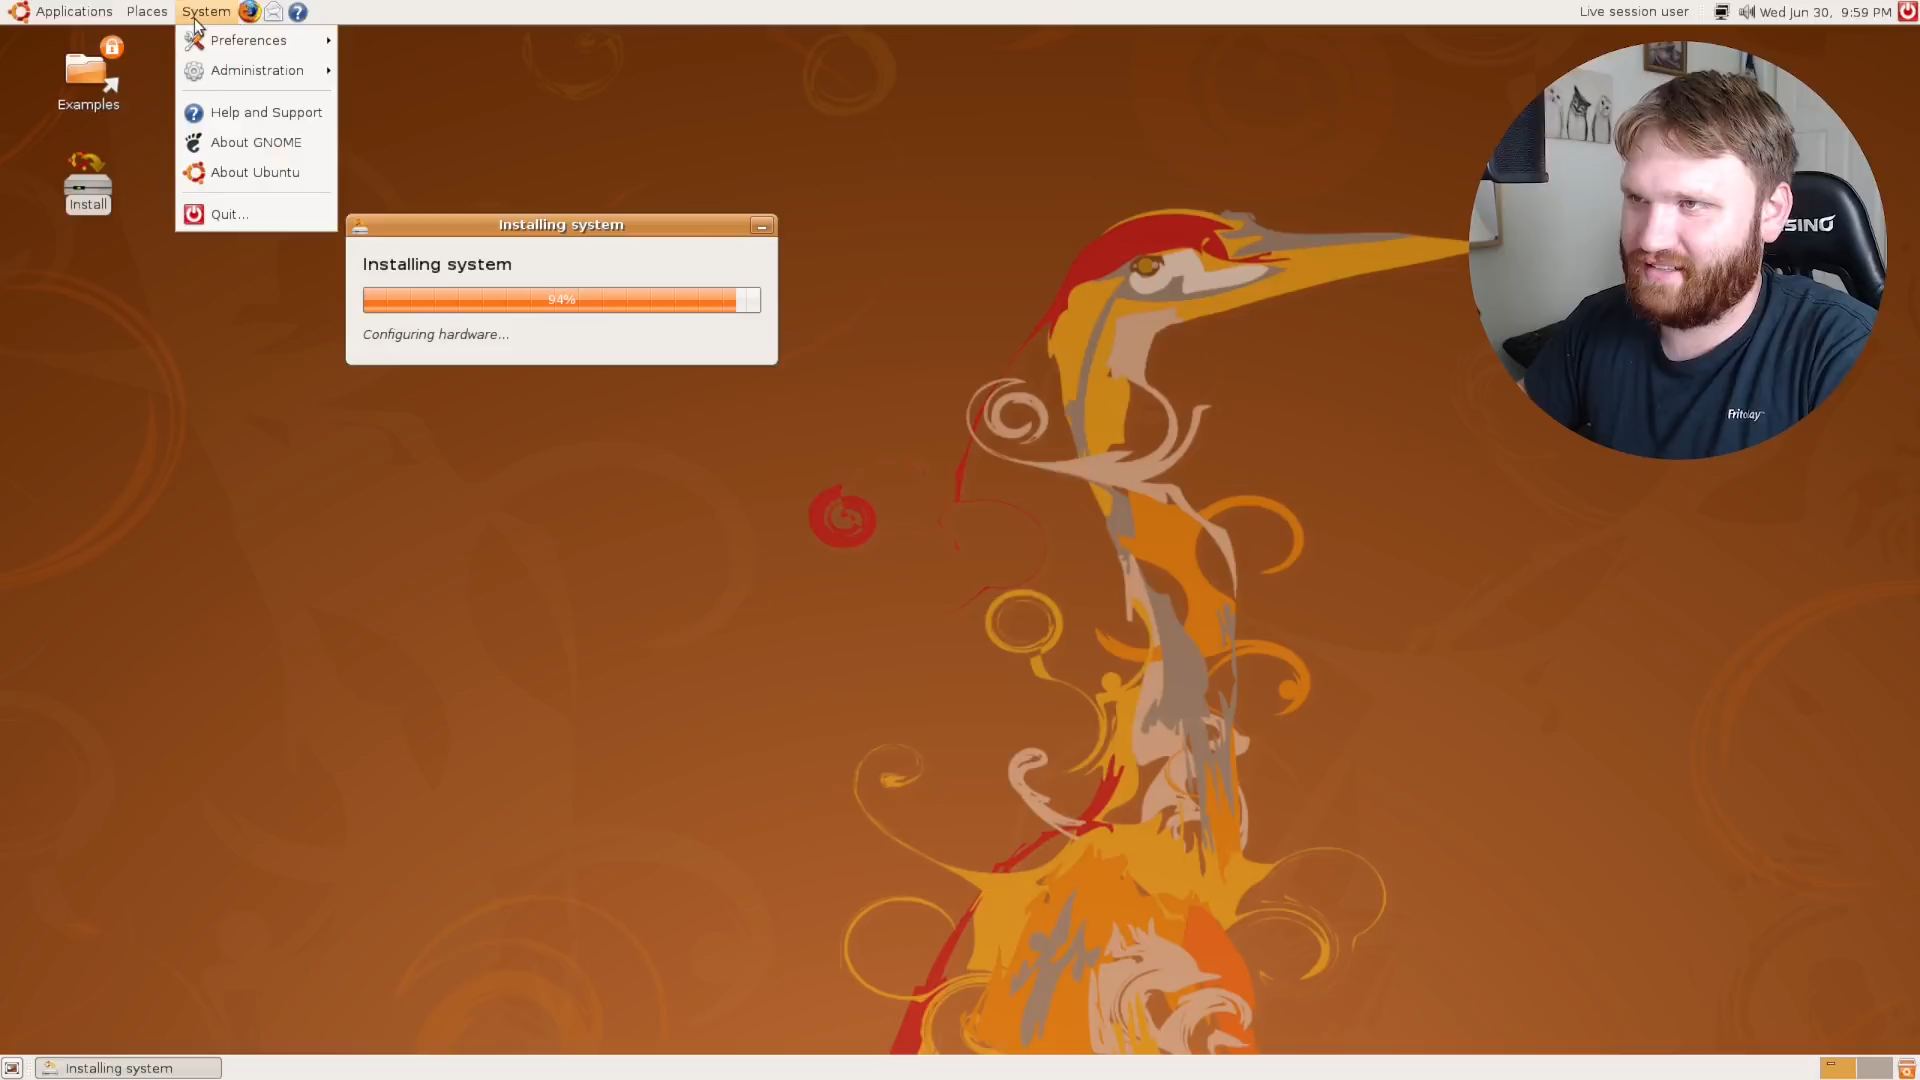 Applications Places System
Live session user Wed Jun 30, 9:59 PM
Preferences
Administration
Help and Support
About GNOME
About Ubuntu
Quit...
Examples
Install
Installing system
Installing system
94%
Configuring hardware...
SINO
Fritolay
Installing system